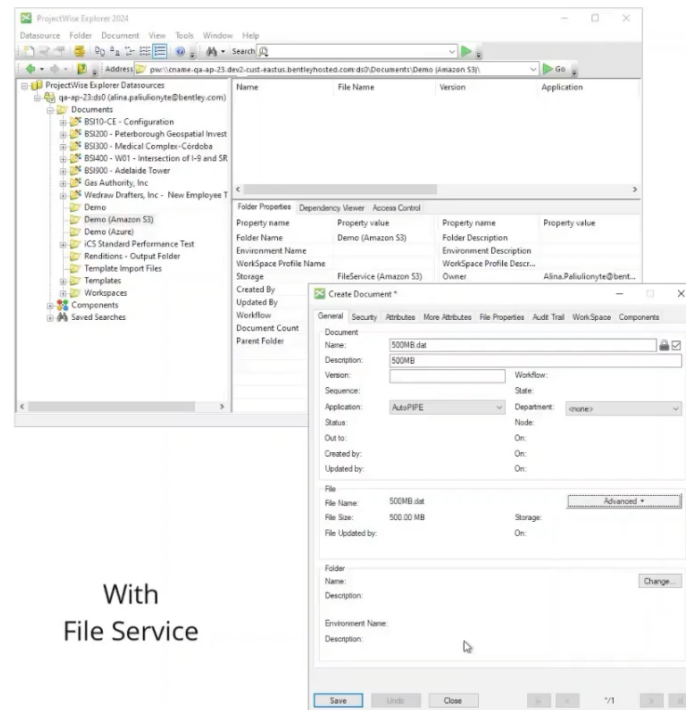 ProjectWise Explorer 2024
Datasource Folder Document View Tools Window Help
Search
Address pw:\\cname-qa-ap-23.dev2-cust-eastus.bentleyhosted.com:ds0\Documents\Demo (Amazon S3)\ Go
ProjectWise Explorer Datasources
qa-ap-23:ds0 (alina.paliulionyte@bentley.com)
Documents
BSI10-CE - Configuration
BSI200 - Peterborough Geospatial Invest
BSI300 - Medical Complex-Córdoba
BSI400 - W01 - Intersection of I-9 and SR
BSI900 - Adelaide Tower
Gas Authority, Inc
Wedraw Drafters, Inc - New Employee T
Demo
Demo (Amazon S3)
Demo (Azure)
iCS Standard Performance Test
Renditions - Output Folder
Template Import Files
Templates
Workspaces
Components
Saved Searches
Name File Name Version Application
Folder Properties Dependency Viewer Access Control
Property name Property value Property name Property value
Folder Name Demo (Amazon S3) Folder Description
Environment Name Environment Description
WorkSpace Profile Name WorkSpace Profile Descr...
Storage FileService (Amazon S3) Owner Alina.Paliulionyte@bent...
Created By
Updated By
Workflow
Document Count
Parent Folder
Create Document *
General Security Attributes More Attributes File Properties Audit Trail WorkSpace Components
Document
Name: 500MB.dat
Description: 500MB
Version: Workflow:
Sequence: State:
Application: AutoPIPE Department: <none>
Status: Node:
Out to: On:
Created by: On:
Updated by: On:
File
File Name: 500MB.dat Advanced
File Size: 500.00 MB Storage:
File Updated by: On:
Folder
Name: Change...
Description:
Environment Name:
Description:
Save Undo Close */1
With
File Service